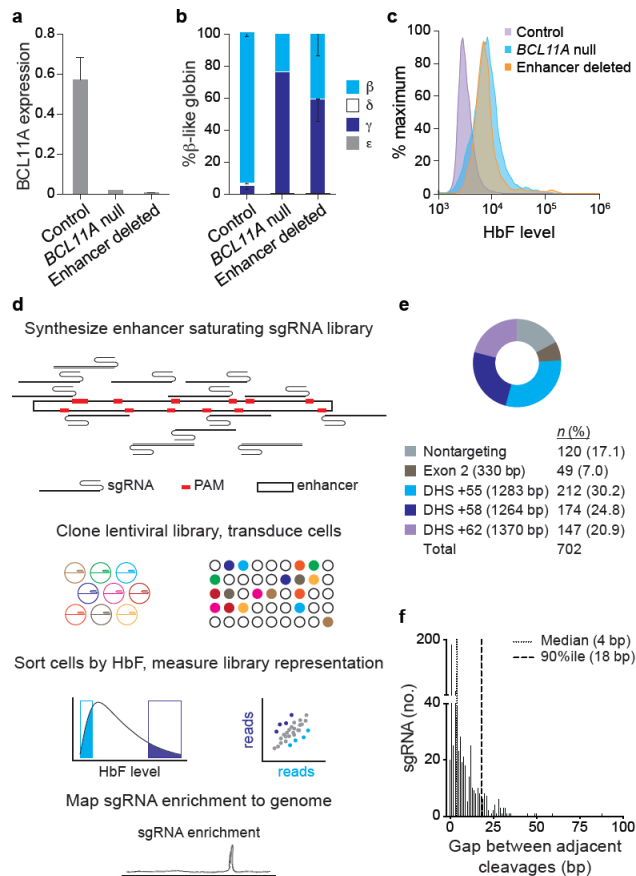 a
BCL11A expression
0.8
0.6
0.4
0.2
0
Control
BCL11A null
Enhancer deleted
b
%β-like globin
100
80
60
40
20
0
Control
BCL11A null
Enhancer deleted
β
δ
γ
ε
c
Control
BCL11A null
Enhancer deleted
% maximum
100
80
60
40
20
0
10³ 10⁴ 10⁵ 10⁶
HbF level
d
Synthesize enhancer saturating sgRNA library
sgRNA PAM enhancer
Clone lentiviral library, transduce cells
Sort cells by HbF, measure library representation
HbF level
reads
reads
Map sgRNA enrichment to genome
sgRNA enrichment
e
n (%)
Nontargeting 120 (17.1)
Exon 2 (330 bp) 49 (7.0)
DHS +55 (1283 bp) 212 (30.2)
DHS +58 (1264 bp) 174 (24.8)
DHS +62 (1370 bp) 147 (20.9)
Total 702
f
Median (4 bp)
90%ile (18 bp)
sgRNA (no.)
200
40
20
0
0 25 50 75 100
Gap between adjacent
cleavages (bp)